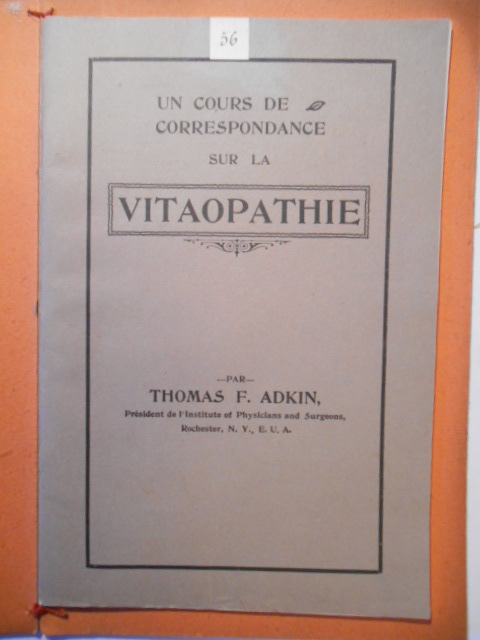 56
UN COURS DE
CORRESPONDANCE
SUR LA
VITAOPATHIE
—PAR—
THOMAS F. ADKIN,
Président de l'Institute of Physicians and Surgeons,
Rochester, N. Y., E. U. A.